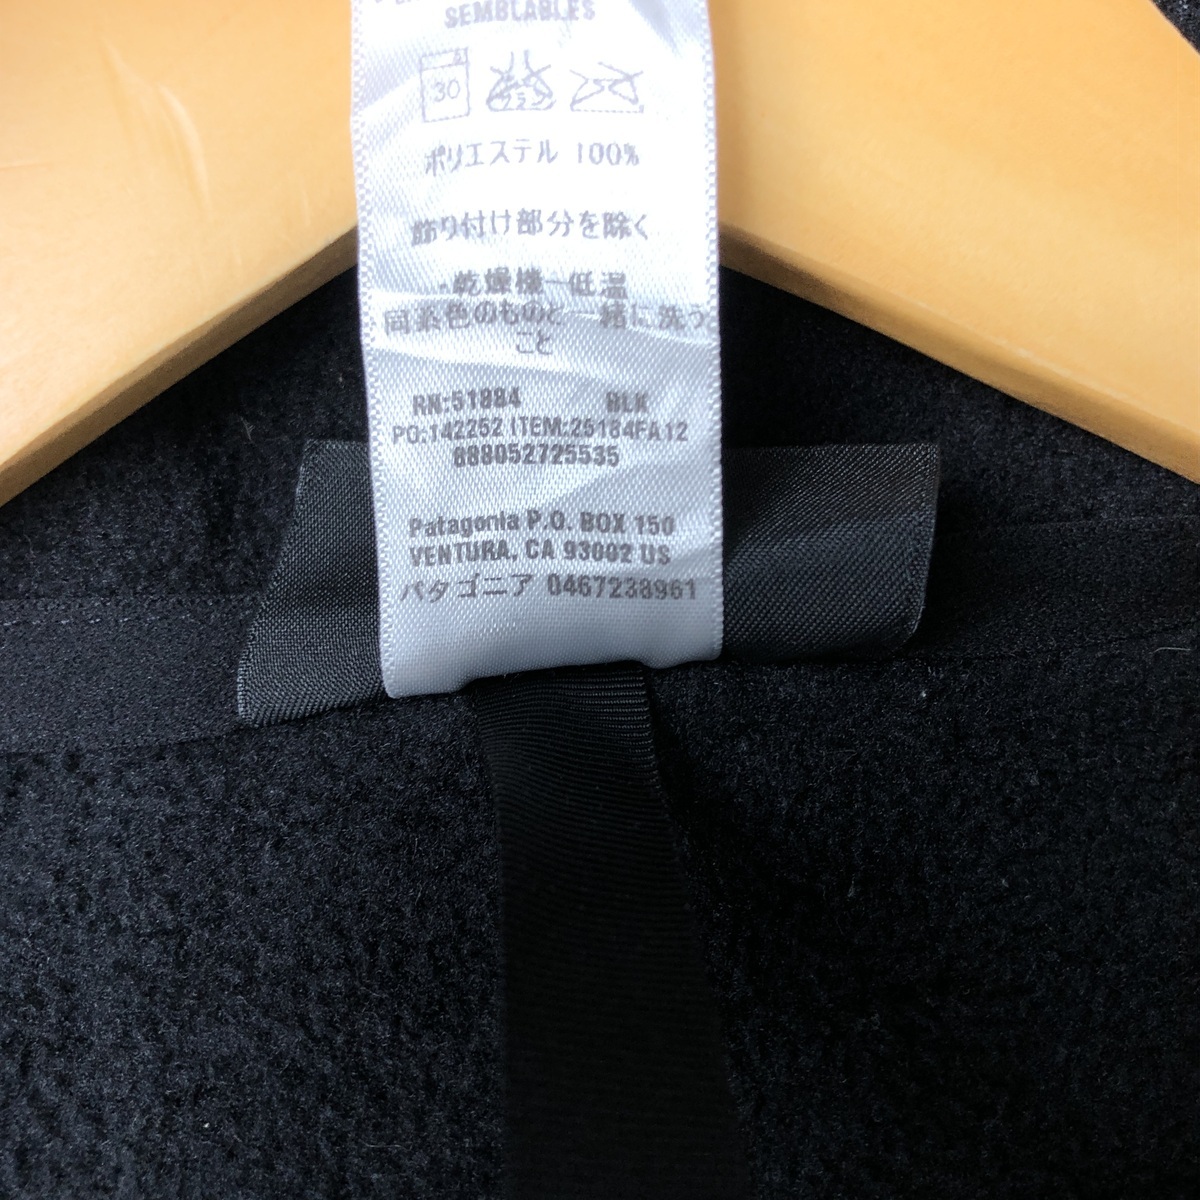 SEMBLABLES
30
ポリエステル 100%
飾り付け部分を除く
・乾燥機一低温
同系色のものと一緒に洗う
こと
RN:51884 BLK
PO:142252 ITEM:25184FA12
888052725535
Patagonia P.O. BOX 150
VENTURA, CA 93002 US
パタゴニア 0467238961